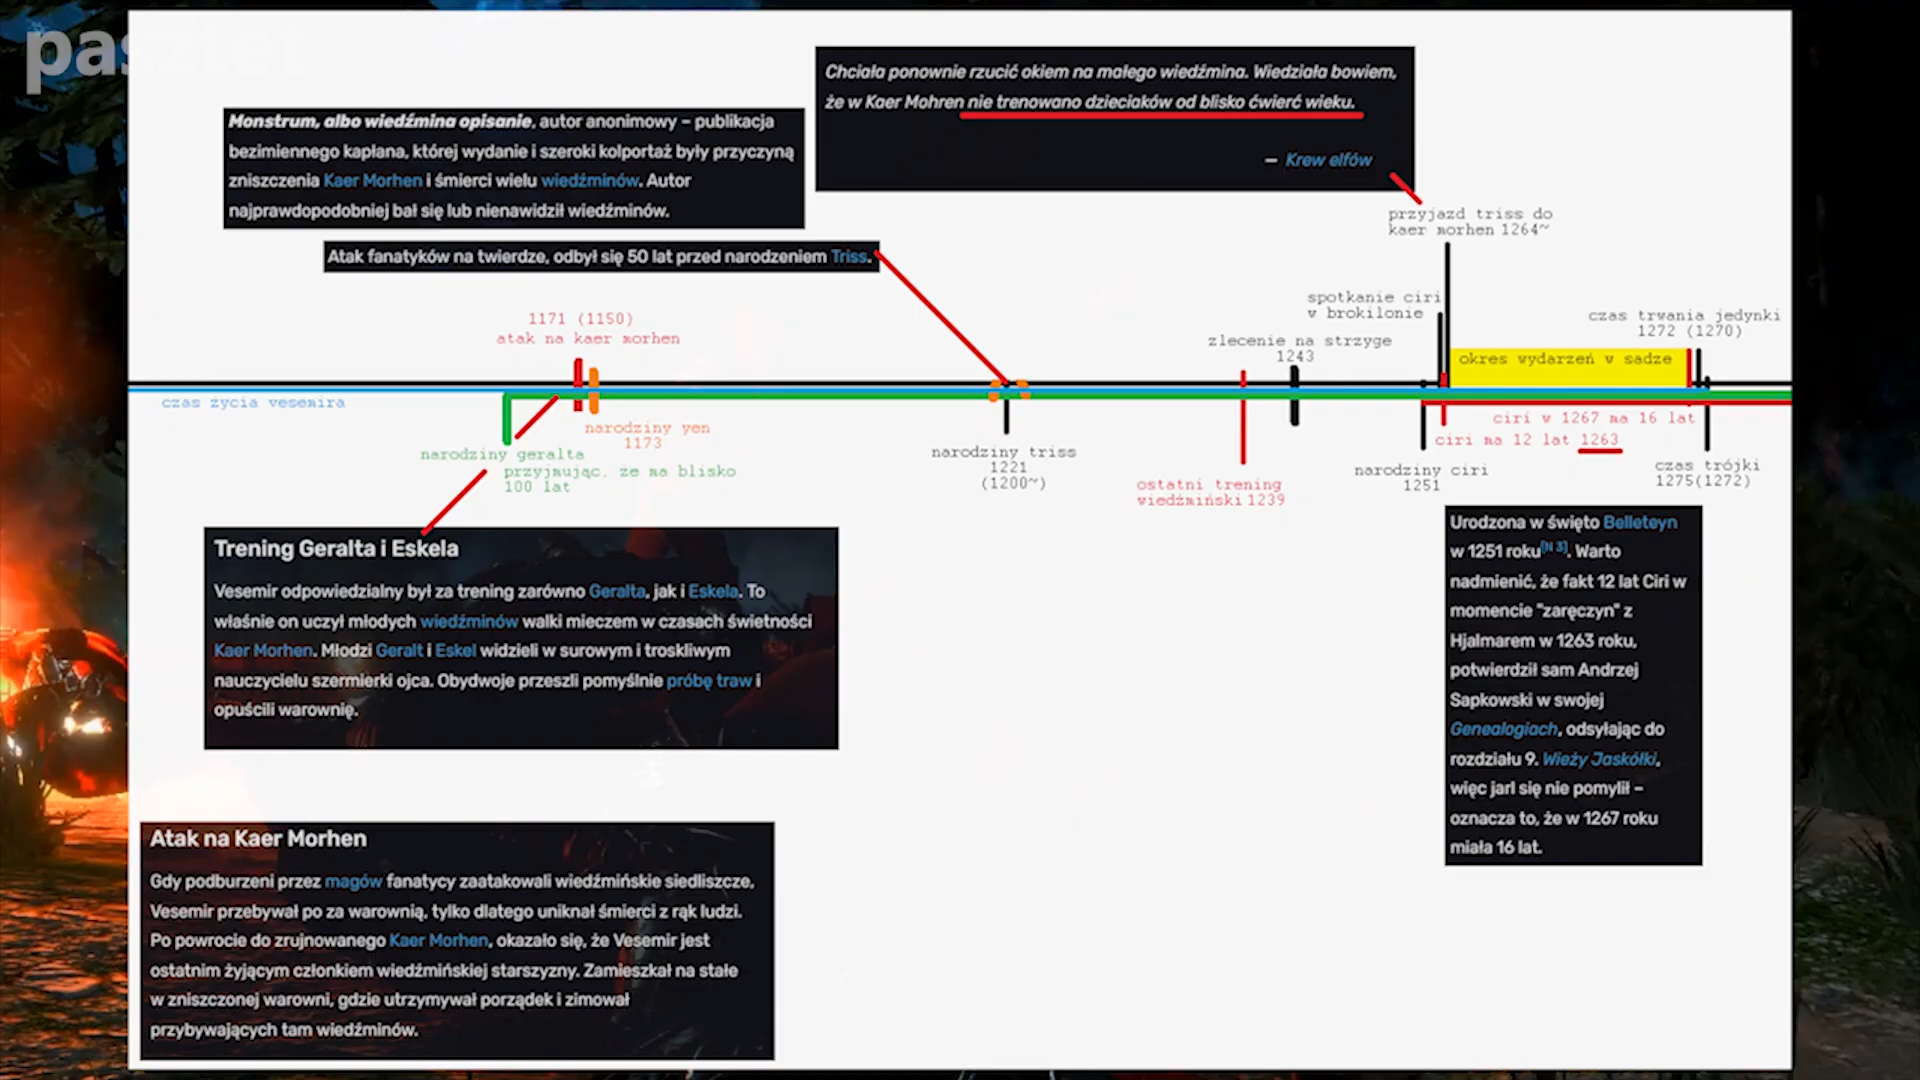 pasztet
Chciała ponownie rzucić okiem na małego wiedźmina. Wiedziała bowiem,
że w Kaer Mohren nie trenowano dzieciaków od blisko ćwierć wieku.
— Krew elfów
Monstrum, albo wiedźmina opisanie, autor anonimowy – publikacja
bezimiennego kapłana, której wydanie i szeroki kolportaż były przyczyną
zniszczenia Kaer Morhen i śmierci wielu wiedźminów. Autor
najprawdopodobniej bał się lub nienawidził wiedźminów.
Atak fanatyków na twierdze, odbył się 50 lat przed narodzeniem Triss.
przyjazd triss do
kaer morhen 1264~
1171 (1150)
atak na kaer morhen
spotkanie ciri
w brokilonie
zlecenie na strzyge
1243
czas trwania jedynki
1272 (1270)
okres wydarzeń w sadze
czas życia vesemira
narodziny yen
1173
narodziny geralta
przyjmując, ze ma blisko
100 lat
narodziny triss
1221
(1200~)
ostatni trening
wiedźmiński 1239
ciri w 1267 ma 16 lat
ciri ma 12 lat 1263
narodziny ciri
1251
czas trójki
1275(1272)
Trening Geralta i Eskela
Vesemir odpowiedzialny był za trening zarówno Geralta, jak i Eskela. To
właśnie on uczył młodych wiedźminów walki mieczem w czasach świetności
Kaer Morhen. Młodzi Geralt i Eskel widzieli w surowym i troskliwym
nauczycielu szermierki ojca. Obydwoje przeszli pomyślnie próbę traw i
opuścili warownię.
Urodzona w święto Belleteyn
w 1251 roku[N 3]. Warto
nadmienić, że fakt 12 lat Ciri w
momencie "zaręczyn" z
Hjalmarem w 1263 roku,
potwierdził sam Andrzej
Sapkowski w swojej
Genealogiach, odsyłając do
rozdziału 9. Wieży Jaskółki,
więc jarl się nie pomylił –
oznacza to, że w 1267 roku
miała 16 lat.
Atak na Kaer Morhen
Gdy podburzeni przez magów fanatycy zaatakowali wiedźmińskie siedliszcze,
Vesemir przebywał po za warownią, tylko dlatego uniknał śmierci z rąk ludzi.
Po powrocie do zrujnowanego Kaer Morhen, okazało się, że Vesemir jest
ostatnim żyjącym członkiem wiedźmińskiej starszyzny. Zamieszkał na stałe
w zniszczonej warowni, gdzie utrzymywał porządek i zimował
przybywających tam wiedźminów.